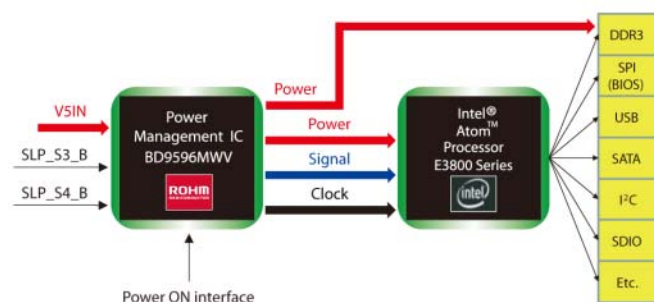 V5IN
SLP_S3_B
SLP_S4_B
Power
Management IC
BD9596MWV
ROHM
SEMICONDUCTOR
Power ON interface
Power
Power
Signal
Clock
Intel®
Atom™
Processor
E3800 Series
intel
DDR3
SPI
(BIOS)
USB
SATA
I²C
SDIO
Etc.